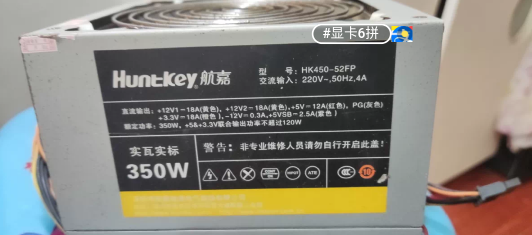 #显卡6拼
Huntkey 航嘉
型 号：HK450-52FP
交流输入：220V~,50Hz,4A
直流输出：+12V1⎓18A(黄色), +12V2⎓18A(黄色),+5V⎓12A(红色), PG(灰色)
+3.3V⎓18A(橙色),-12V⎓0.3A,+5VSB⎓2.5A(紫色)
额定功率：350W, +5&+3.3V联合输出功率不超过120W
实瓦实标
350W
警告：非专业维修人员请勿自行开启此盖！
10